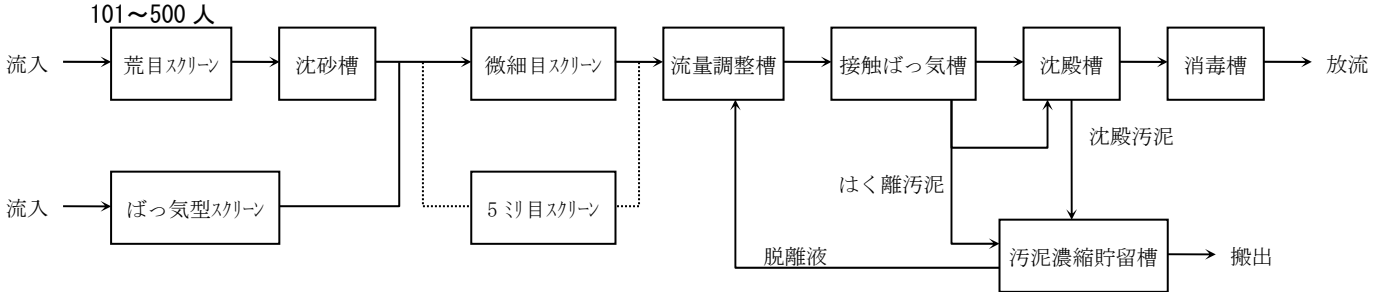 101～500 人
流入
荒目ｽｸﾘｰﾝ
沈砂槽
微細目ｽｸﾘｰﾝ
流量調整槽
接触ばっ気槽
沈殿槽
消毒槽
放流
沈殿汚泥
はく離汚泥
流入
ばっ気型ｽｸﾘｰﾝ
5 ﾐﾘ目ｽｸﾘｰﾝ
脱離液
汚泥濃縮貯留槽
搬出